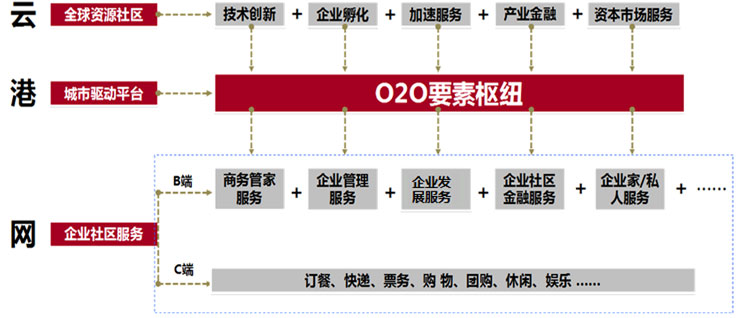 云 全球资源社区 技术创新 + 企业孵化 + 加速服务 + 产业金融 + 资本市场服务
港 城市驱动平台 O2O要素枢纽
B端
商务管家
服务
+
企业管理
服务
+
企业发
展服务
+
企业社区
金融服务
+
企业家/私
人服务
+ ……
网 企业社区服务
C端
订餐、快递、票务、购 物、团购、休闲、娱乐 ……